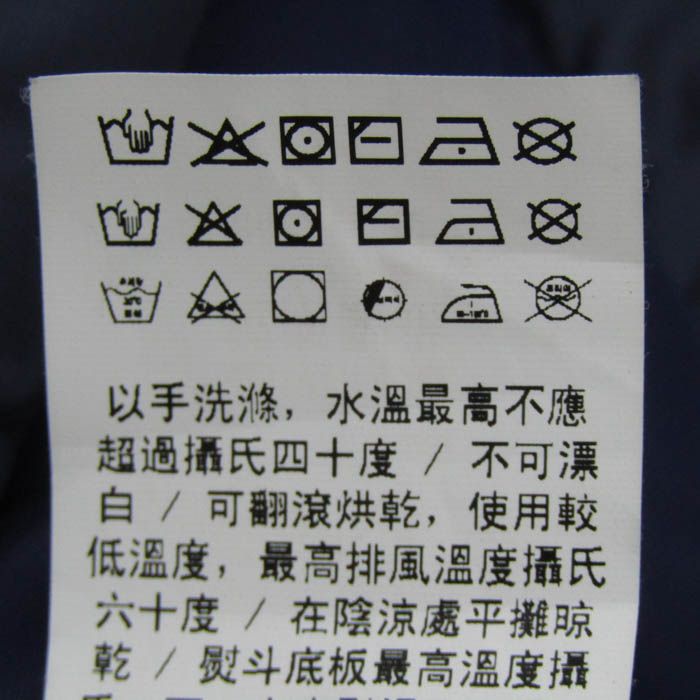 以手洗滌，水溫最高不應
超過攝氏四十度 / 不可漂
白 / 可翻滾烘乾，使用較
低溫度，最高排風溫度攝氏
六十度 / 在陰涼處平攤晾
乾 / 熨斗底板最高溫度攝